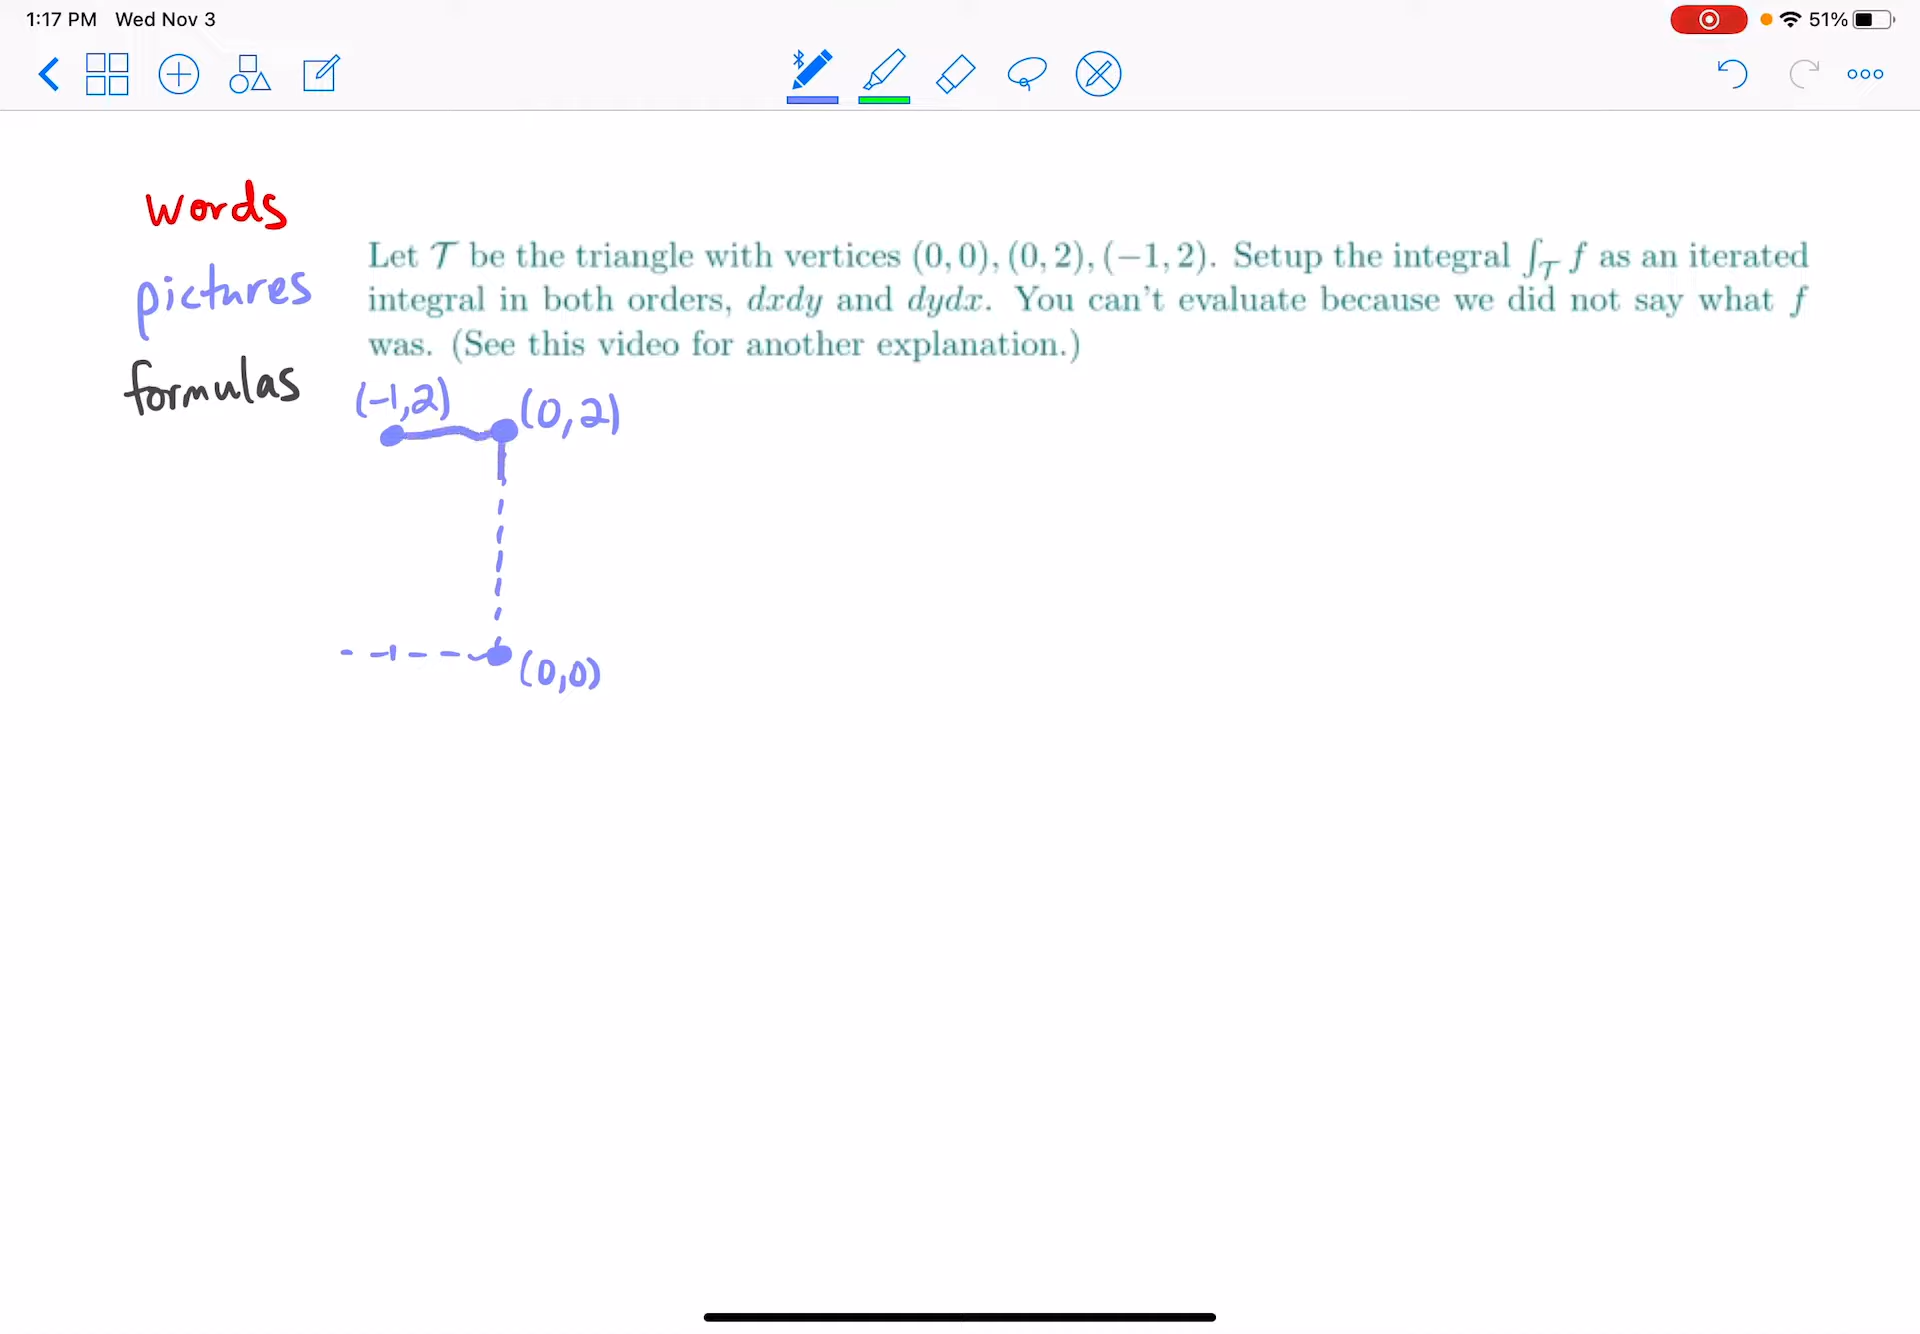 1:17 PM Wed Nov 3
51%
words
pictures
formulas
Let 𝒯 be the triangle with vertices (0, 0), (0, 2), (−1, 2). Setup the integral ∫_𝒯 f as an iterated
integral in both orders, dxdy and dydx. You can't evaluate because we did not say what f
was. (See this video for another explanation.)
(-1,2)
(0,2)
(0,0)